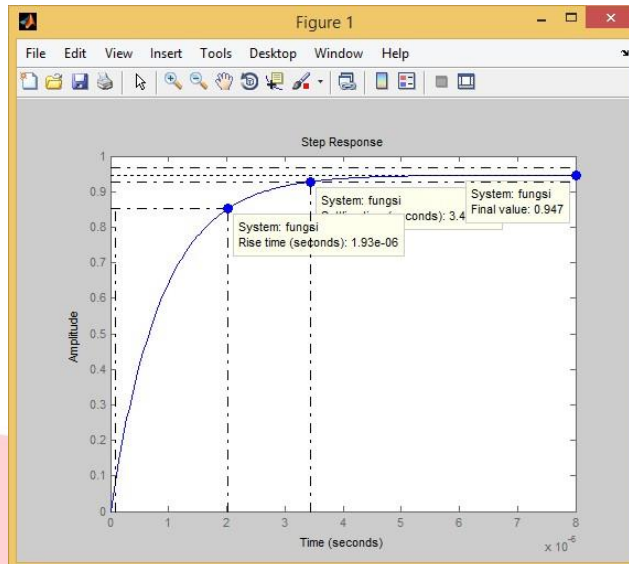 Figure 1
File Edit View Insert Tools Desktop Window Help
Step Response
1
0.9
0.8
0.7
0.6
0.5
0.4
0.3
0.2
0.1
0
Amplitude
System: fungsi
(seconds): 3.4
System: fungsi
Final value: 0.947
System: fungsi
Rise time (seconds): 1.93e-06
0 1 2 3 4 5 6 7 8
Time (seconds)
x 10^-6